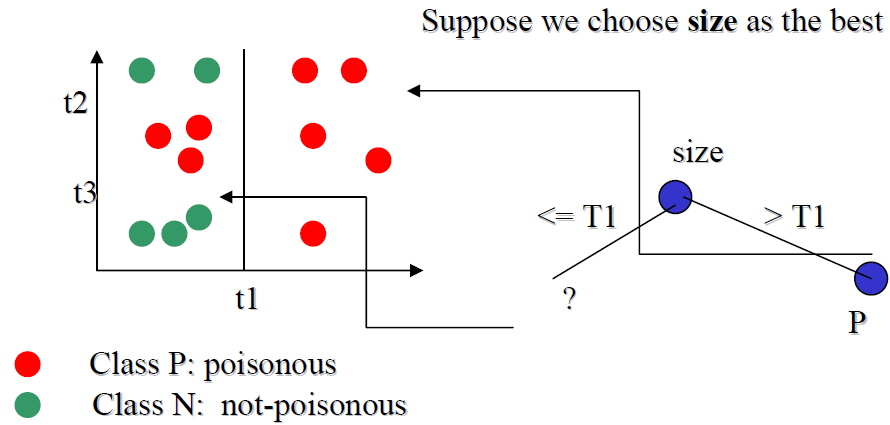 Suppose we choose size as the best
t2
t3
t1
size
<= T1
> T1
?
P
Class P: poisonous
Class N: not-poisonous